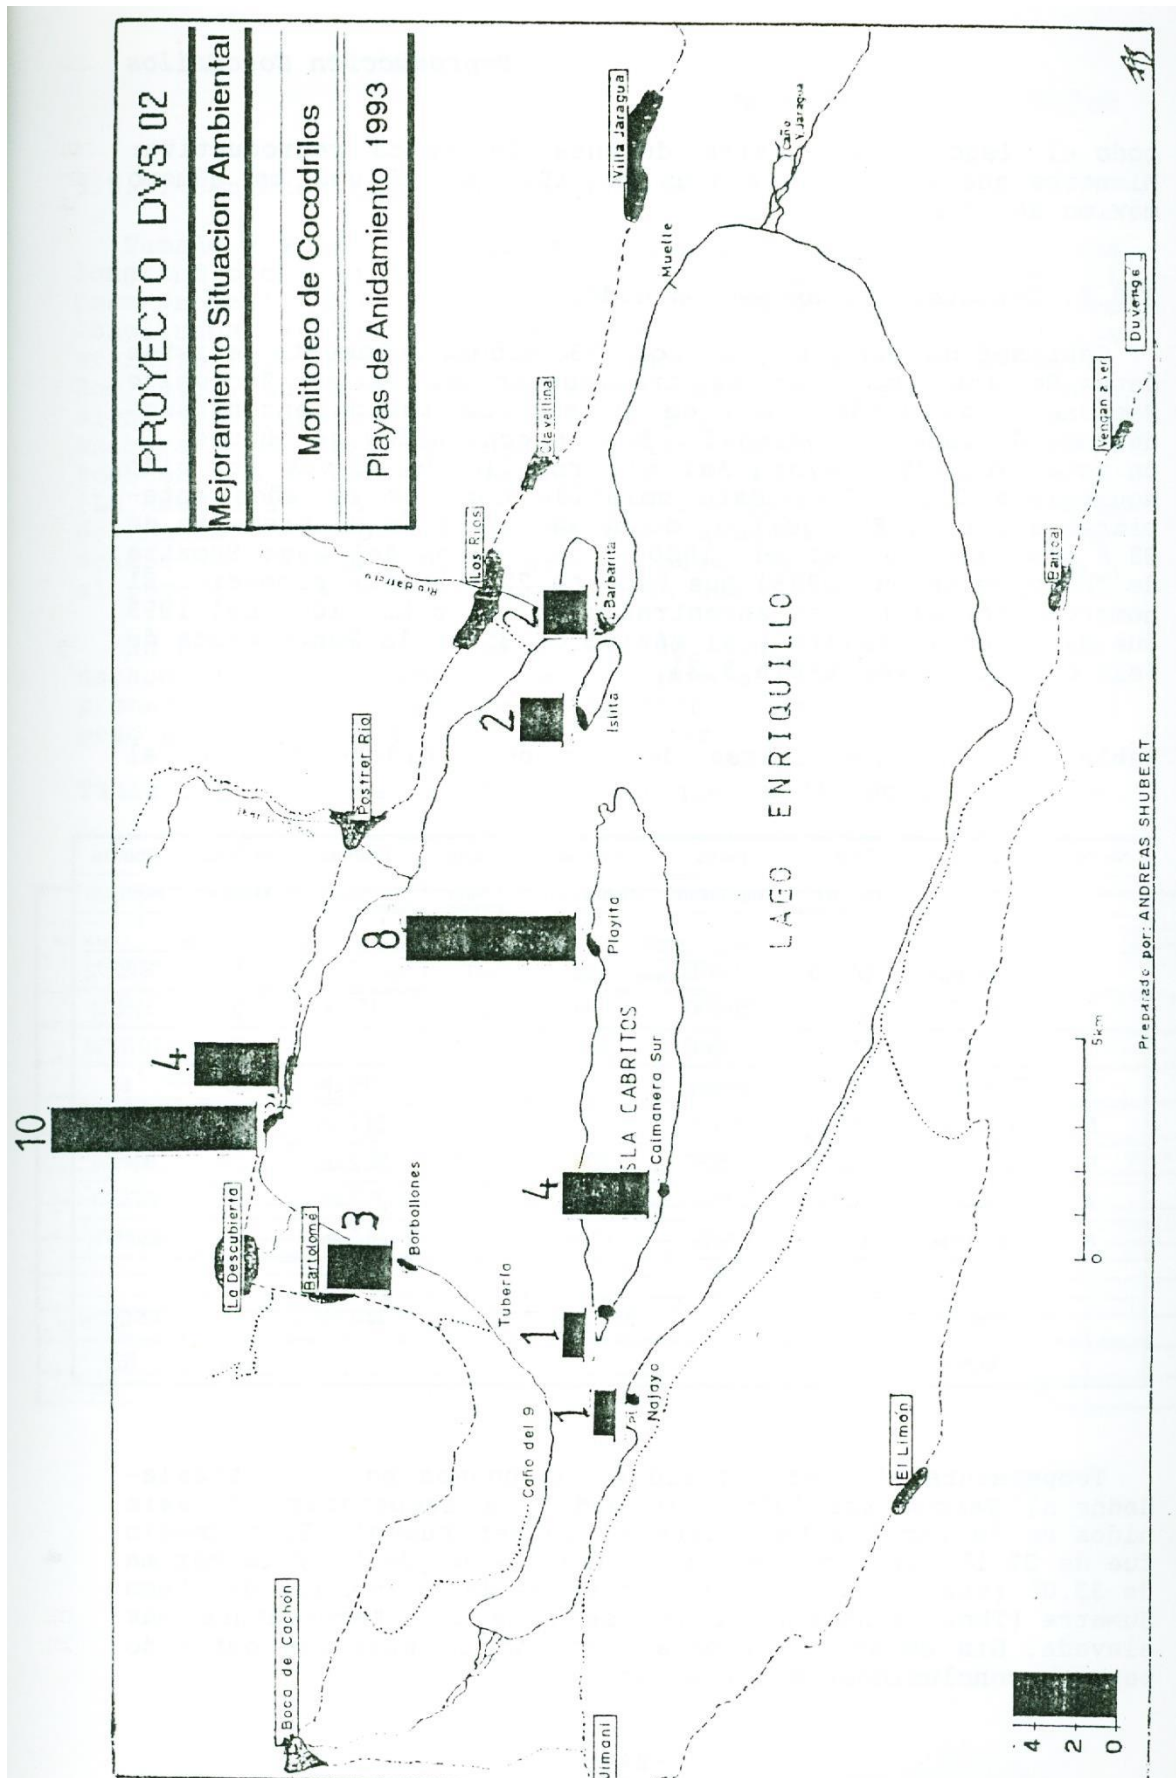 PROYECTO DVS 02
Mejoramiento Situacion Ambiental
Monitoreo de Cocodrilos
Playas de Anidamiento 1993
Villa Jaragua
Caño
V. Jaragua
Muelle
Duvengé
Vengan a ver
Clavellina
Los Rios
2
Barbarita
2
Islita
Baitoa
LAGO ENRIQUILLO
Postrer Rio
8
Playita
4
10
ISLA CABRITOS
Caimanera Sur
4
La Descubierta
Bartolomé
3
Borbollones
Tubería
1
1
Najayo
Caño del 9
Boca de Cachón
El Limón
Jimani
0
5km
4
2
0
Preparado por: ANDREAS SHUBERT